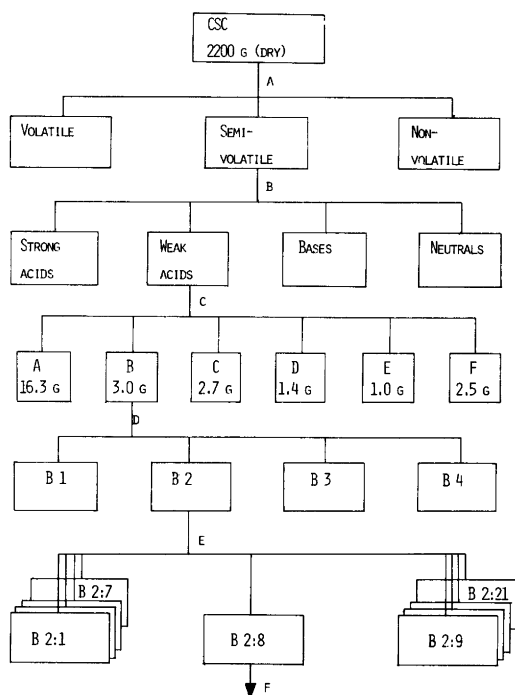 CSC
2200 G (DRY)
A
VOLATILE
SEMI-
VOLATILE
NON-
VOLATILE
B
STRONG
ACIDS
WEAK
ACIDS
BASES
NEUTRALS
C
A
16.3 G
B
3.0 G
C
2.7 G
D
1.4 G
E
1.0 G
F
2.5 G
D
B 1
B 2
B 3
B 4
E
B 2:7
B 2:1
B 2:8
B 2:21
B 2:9
F